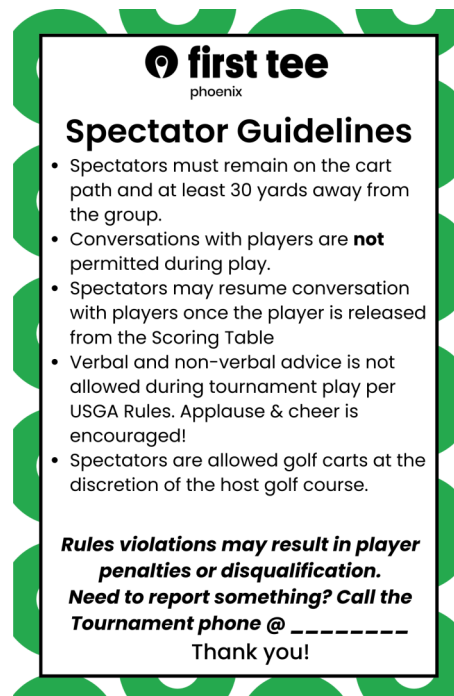 first tee
phoenix
Spectator Guidelines
• Spectators must remain on the cart
path and at least 30 yards away from
the group.
• Conversations with players are not
permitted during play.
• Spectators may resume conversation
with players once the player is released
from the Scoring Table
• Verbal and non-verbal advice is not
allowed during tournament play per
USGA Rules. Applause & cheer is
encouraged!
• Spectators are allowed golf carts at the
discretion of the host golf course.
Rules violations may result in player
penalties or disqualification.
Need to report something? Call the
Tournament phone @ ________
Thank you!